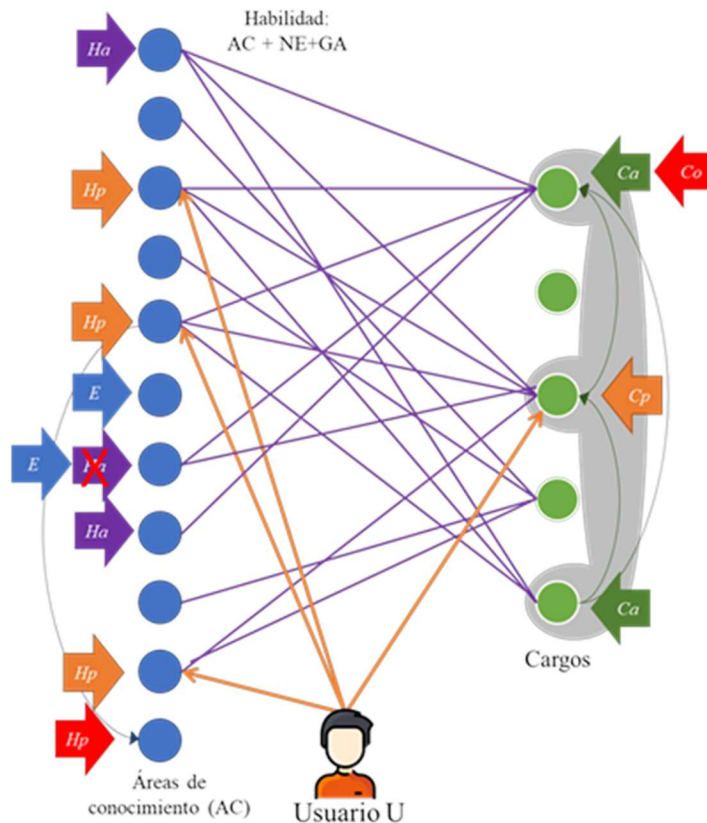 Habilidad:
AC + NE+GA
Ha
Hp
Ca
Co
Hp
E
Cp
E
Ha
Ca
Cargos
Hp
Hp
Áreas de
conocimiento (AC)
Usuario U